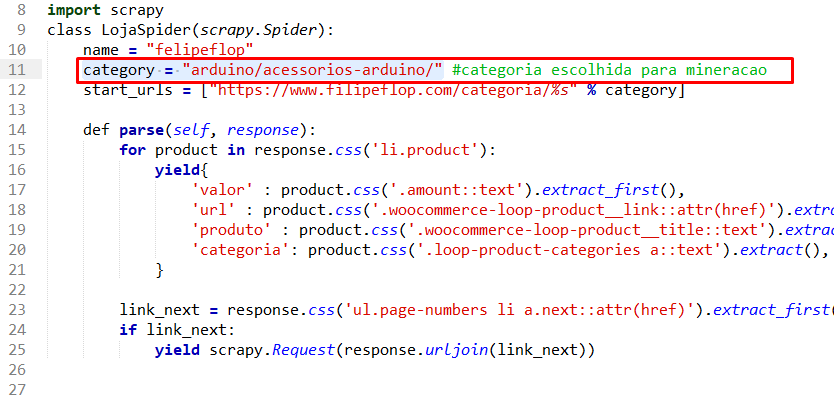 8 import scrapy
9 class LojaSpider(scrapy.Spider):
10 name = "felipeflop"
11 category = "arduino/acessorios-arduino/" #categoria escolhida para mineracao
12 start_urls = ["https://www.filipeflop.com/categoria/%s" % category]
13
14 def parse(self, response):
15 for product in response.css('li.product'):
16 yield{
17 'valor' : product.css('.amount::text').extract_first(),
18 'url' : product.css('.woocommerce-loop-product__link::attr(href)').extra
19 'produto' : product.css('.woocommerce-loop-product__title::text').extrac
20 'categoria': product.css('.loop-product-categories a::text').extract(),
21 }
22
23 link_next = response.css('ul.page-numbers li a.next::attr(href)').extract_first(
24 if link_next:
25 yield scrapy.Request(response.urljoin(link_next))
26
27